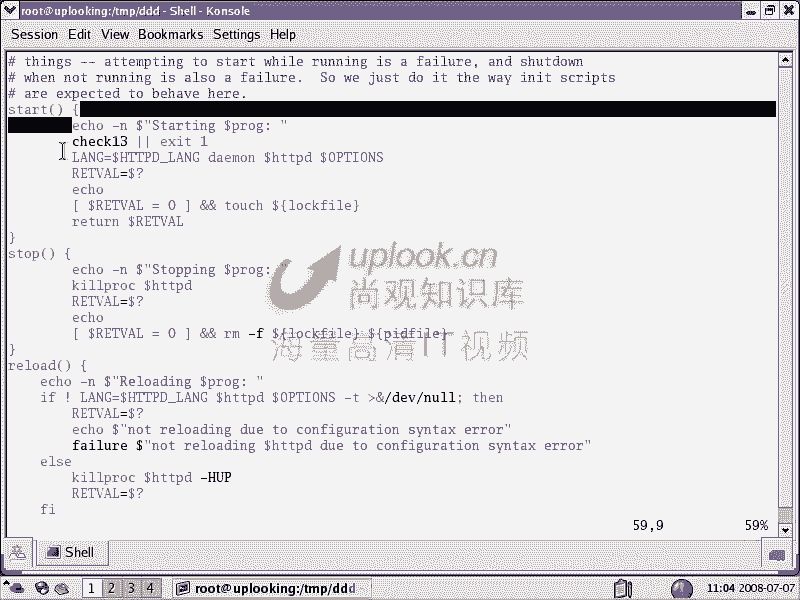 root@uplooking:/tmp/ddd - Shell - Konsole
Session Edit View Bookmarks Settings Help
# things -- attempting to start while running is a failure, and shutdown
# when not running is also a failure.  So we just do it the way init scripts
# are expected to behave here.
start() {
        echo -n $"Starting $prog: "
        check13 || exit 1
        LANG=$HTTPD_LANG daemon $httpd $OPTIONS
        RETVAL=$?
        echo
        [ $RETVAL = 0 ] && touch ${lockfile}
        return $RETVAL
}
stop() {
        echo -n $"Stopping $prog: "
        killproc $httpd
        RETVAL=$?
        echo
        [ $RETVAL = 0 ] && rm -f ${lockfile} ${pidfile}
}
reload() {
    echo -n $"Reloading $prog: "
    if ! LANG=$HTTPD_LANG $httpd $OPTIONS -t >&/dev/null; then
        RETVAL=$?
        echo $"not reloading due to configuration syntax error"
        failure $"not reloading $httpd due to configuration syntax error"
    else
        killproc $httpd -HUP
        RETVAL=$?
    fi
59,9 59%
uplook.cn
尚观知识库
海量高清IT视频
Shell
1 2 3 4 root@uplooking:/tmp/ddd 11:04 2008-07-07